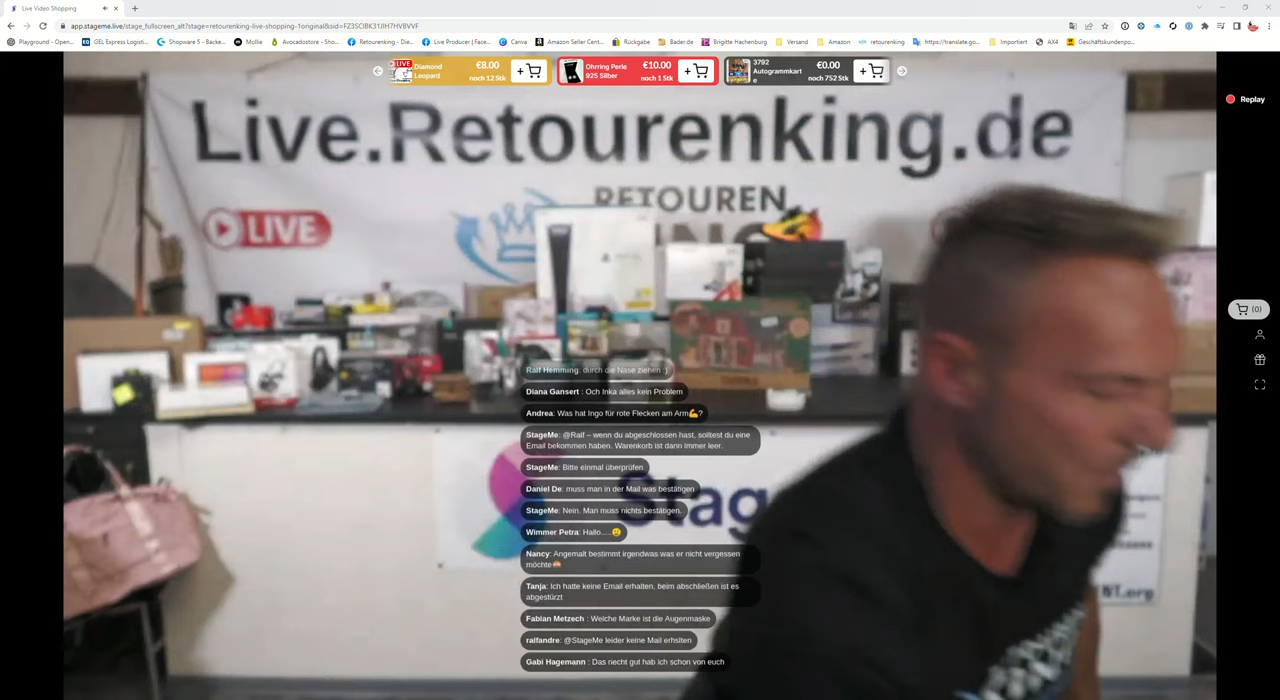 Live Video Shopping
app.stageme.live/stage_fullscreen_alt?stage=retourenking-live-shopping-1original&sid=FZ3SCIBK31JIH7HVBVVF
Playground - Open...
GEL Express Logisti...
Shopware 5 - Backe...
Mollie
Avocadostore - Sho...
Retourenking - Die...
Live Producer | Face...
Canva
Amazon Seller Cent...
Rückgabe
Bader.de
Brigitte Hachenburg
Versand
Amazon
retourenking
https://translate.go...
Importiert
AX4
Geschäftskundenpo...
LIVE
Diamond
Leopard
€8.00
noch 12 Stk
+
Ohrring Perle
925 Silber
€10.00
noch 1 Stk
+
3792
Autogrammkart
e
€0.00
noch 752 Stk
+
Replay
Live.Retourenking.de
RETOUREN
LIVE
(0)
Ralf Hemming: durch die Nase ziehen :)
Diana Gansert : Och Inka alles kein Problem
Andrea: Was hat Ingo für rote Flecken am Arm💪?
StageMe: @Ralf – wenn du abgeschlossen hast, solltest du eine
Email bekommen haben. Warenkorb ist dann immer leer.
StageMe: Bitte einmal überprüfen
Daniel De: muss man in der Mail was bestätigen
StageMe: Nein. Man muss nichts bestätigen.
Wimmer Petra: Hallo.....
Nancy: Angemalt bestimmt irgendwas was er nicht vergessen
möchte
Tanja: Ich hatte keine Email erhalten, beim abschließen ist es
abgestürzt
Fabian Metzech : Welche Marke ist die Augenmaske
ralfandre: @StageMe leider keine Mail erhslten
Gabi Hagemann : Das riecht gut hab ich schon von euch
Stag